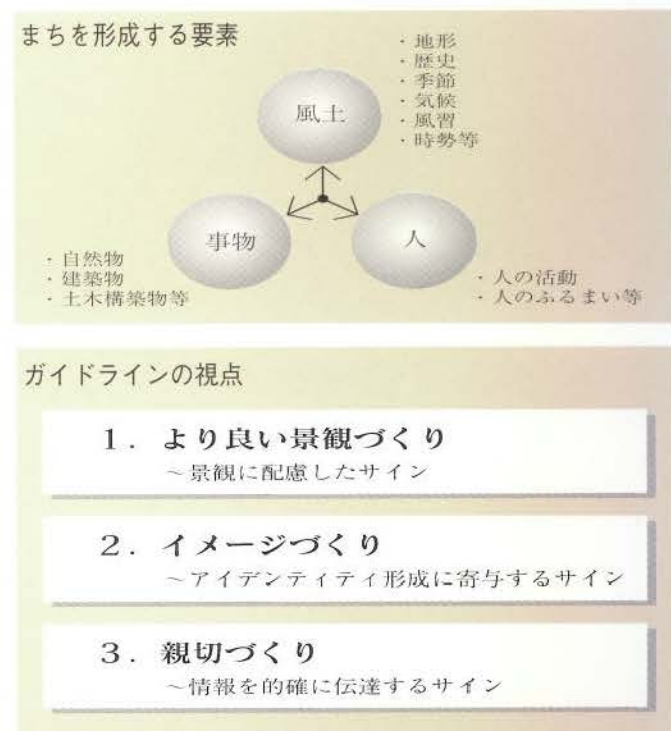 まちを形成する要素
・地形
・歴史
・季節
・気候
・風習
・時勢等
風土
事物
人
・自然物
・建築物
・土木構築物等
・人の活動
・人のふるまい等
ガイドラインの視点
1. より良い景観づくり
～景観に配慮したサイン
2. イメージづくり
～アイデンティティ形成に寄与するサイン
3. 親切づくり
～情報を的確に伝達するサイン